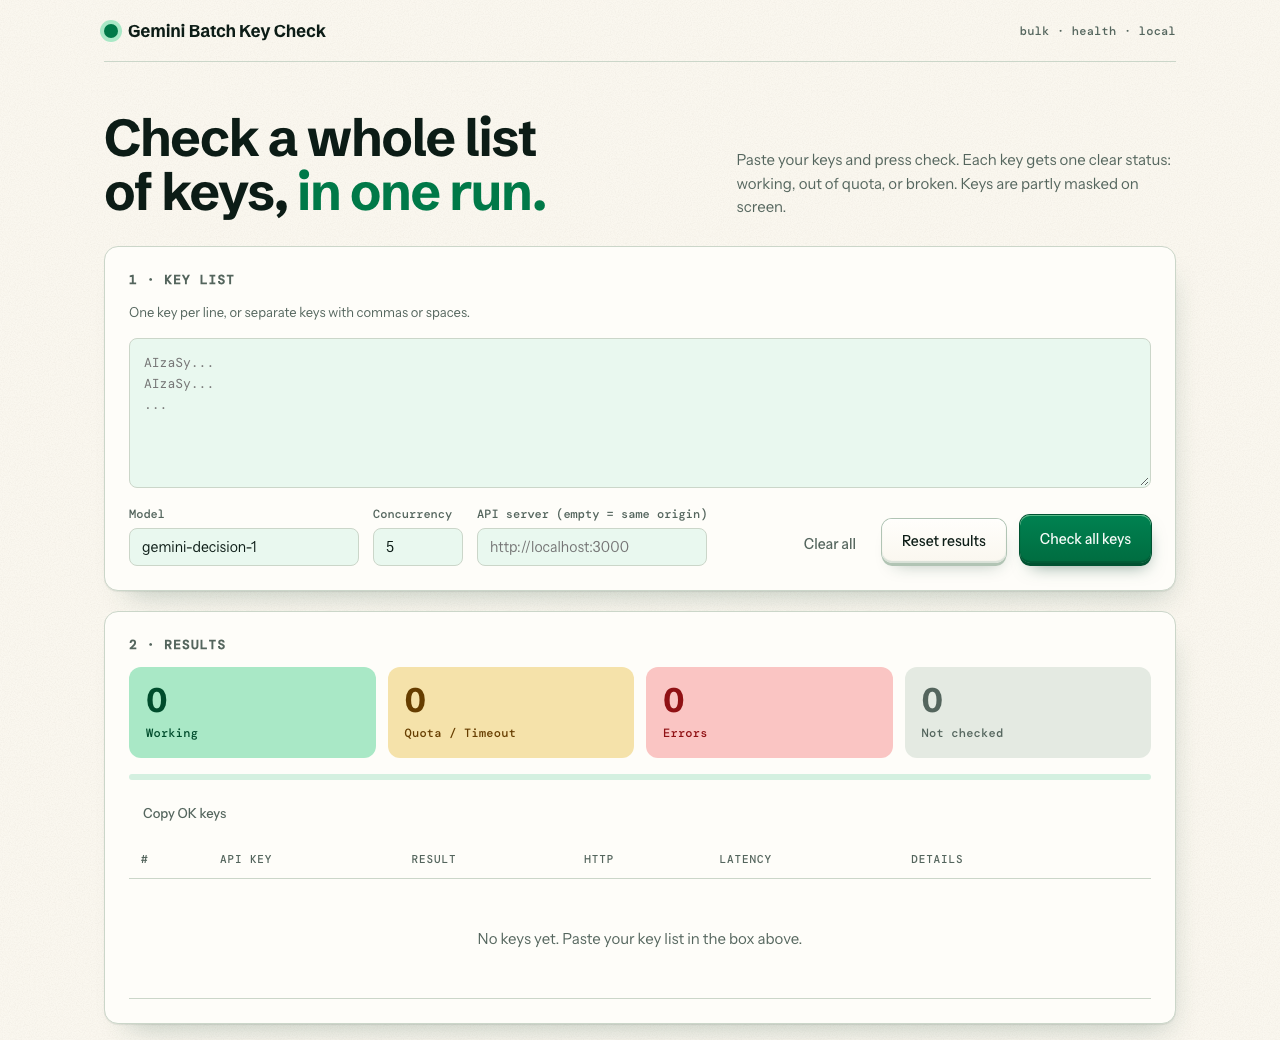 Gemini Batch Key Check
bulk · health · local
Check a whole list
of keys, in one run.
Paste your keys and press check. Each key gets one clear status:
working, out of quota, or broken. Keys are partly masked on
screen.
1 · KEY LIST
One key per line, or separate keys with commas or spaces.
AIzaSy...
AIzaSy...
...
Model
Concurrency
API server (empty = same origin)
gemini-decision-1
5
http://localhost:3000
Clear all
Reset results
Check all keys
2 · RESULTS
0
Working
0
Quota / Timeout
0
Errors
0
Not checked
Copy OK keys
# API KEY RESULT HTTP LATENCY DETAILS
No keys yet. Paste your key list in the box above.